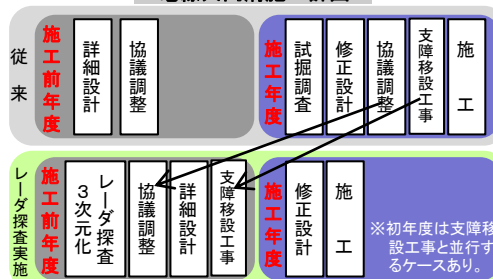 従来
施工前年度
詳細設計
協議調整
施工年度
試掘調査
修正設計
協議調整
支障移設工事
施工
レーダ探査実施
施工前年度
レーダ探査
3次元化
協議調整
詳細設計
支障移設工事
施工年度
修正設計
施工
※初年度は支障移
設工事と並行す
るケースあり。